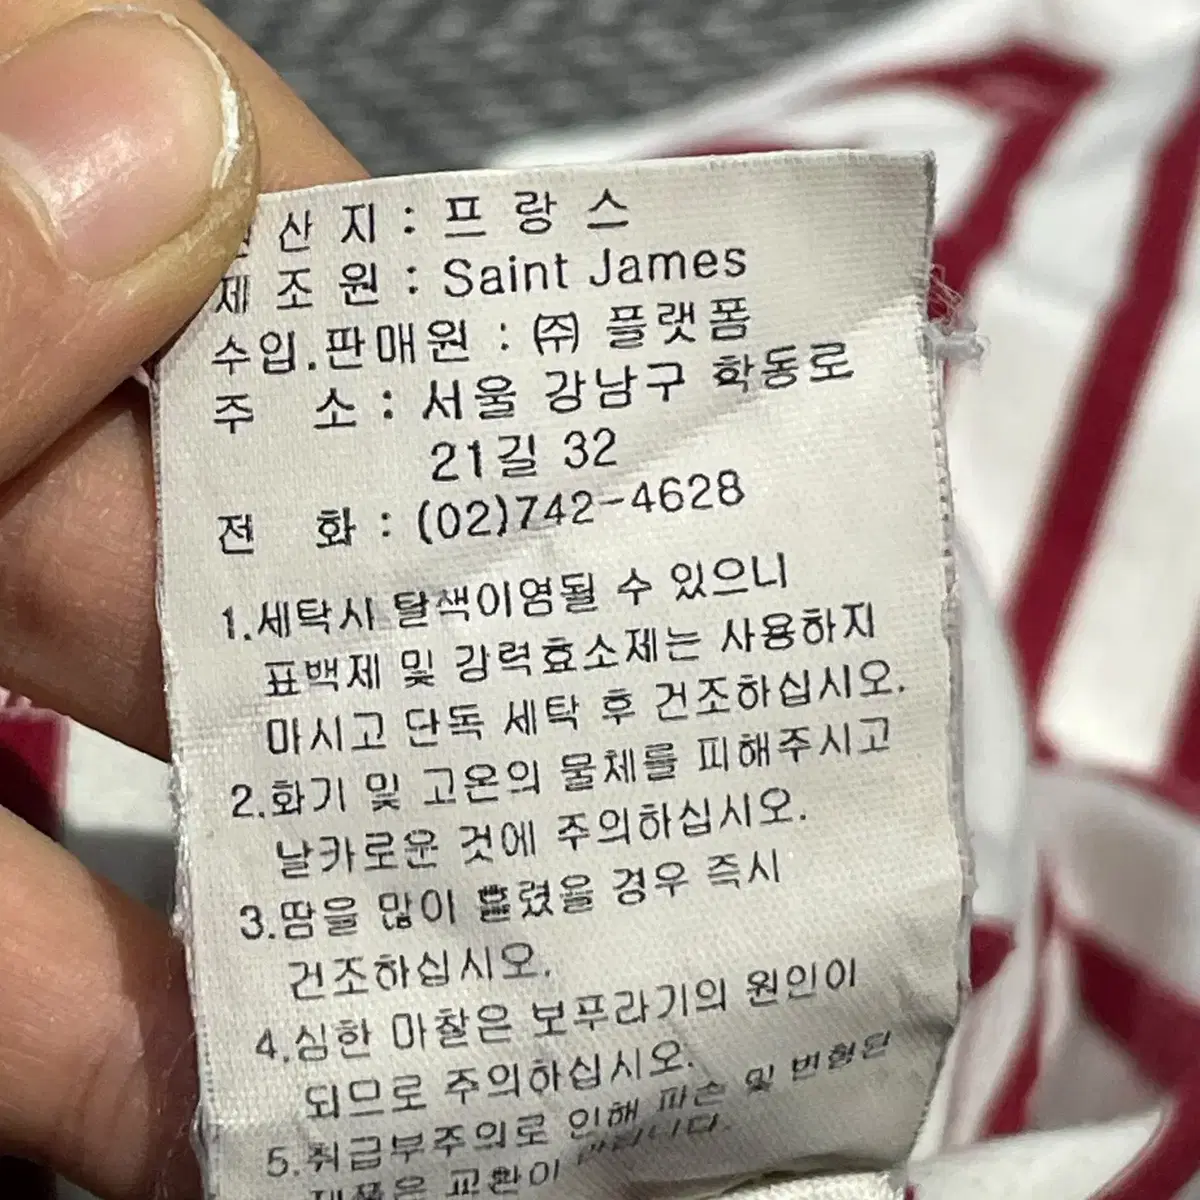 산 지 : 프 랑 스
제 조 원 : Saint James
수입.판매원 : ㈜ 플랫폼
주 소 : 서울 강남구 학동로
21길 32
전 화 : (02)742-4628
1.세탁시 탈색이염될 수 있으니
표백제 및 강력효소제는 사용하지
마시고 단독 세탁 후 건조하십시오.
2.화기 및 고온의 물체를 피해주시고
날카로운 것에 주의하십시오.
3.땀을 많이 흘렸을 경우 즉시
건조하십시오.
4.심한 마찰은 보푸라기의 원인이
되므로 주의하십시오.
5.취급부주의로 인해 파손 및 변형된
제품은 교환이